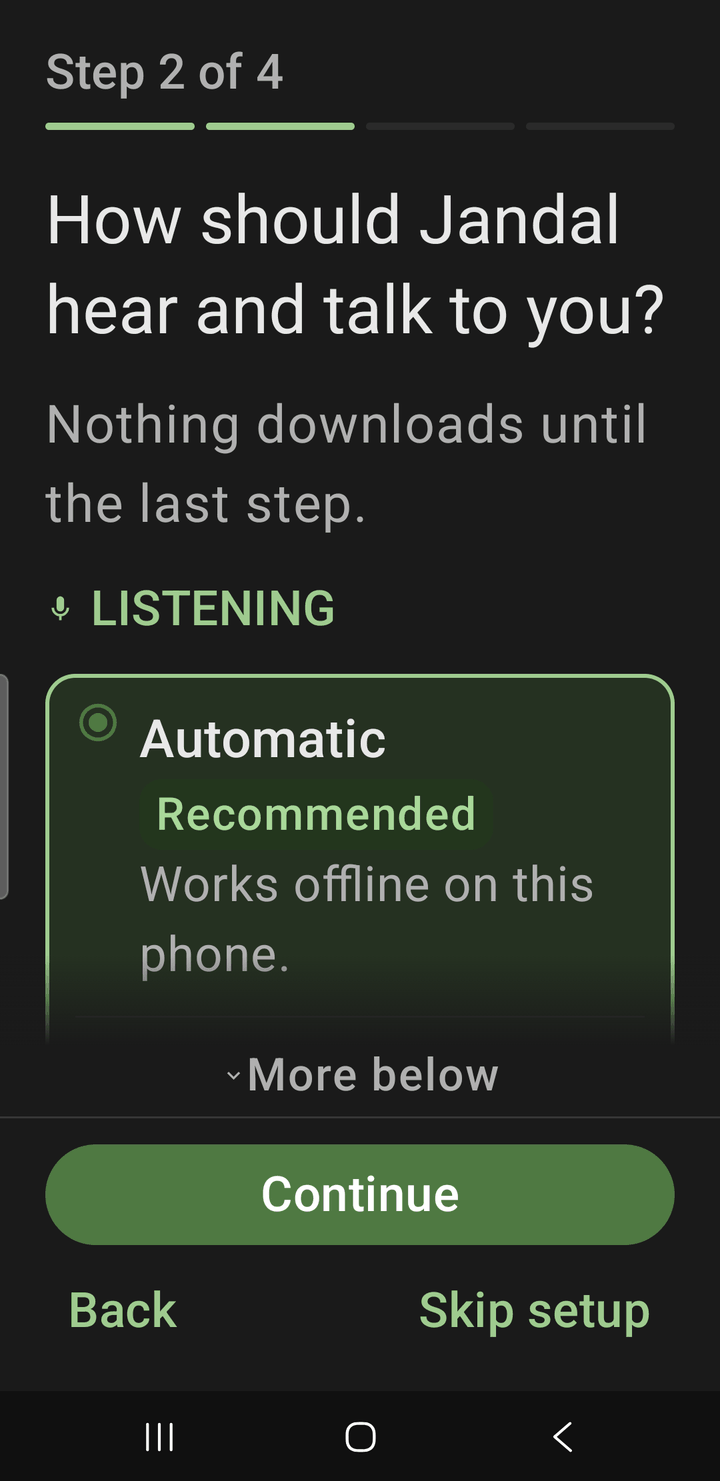 Step 2 of 4
How should Jandal
hear and talk to you?
Nothing downloads until
the last step.
LISTENING
Automatic
Recommended
Works offline on this
phone.
More below
Continue
Back
Skip setup